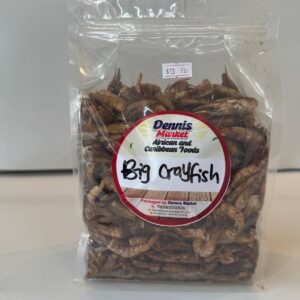 $13
Dennis
Market
African and
Caribbean Foods
Big Crayfish
Packaged by Dennis Market